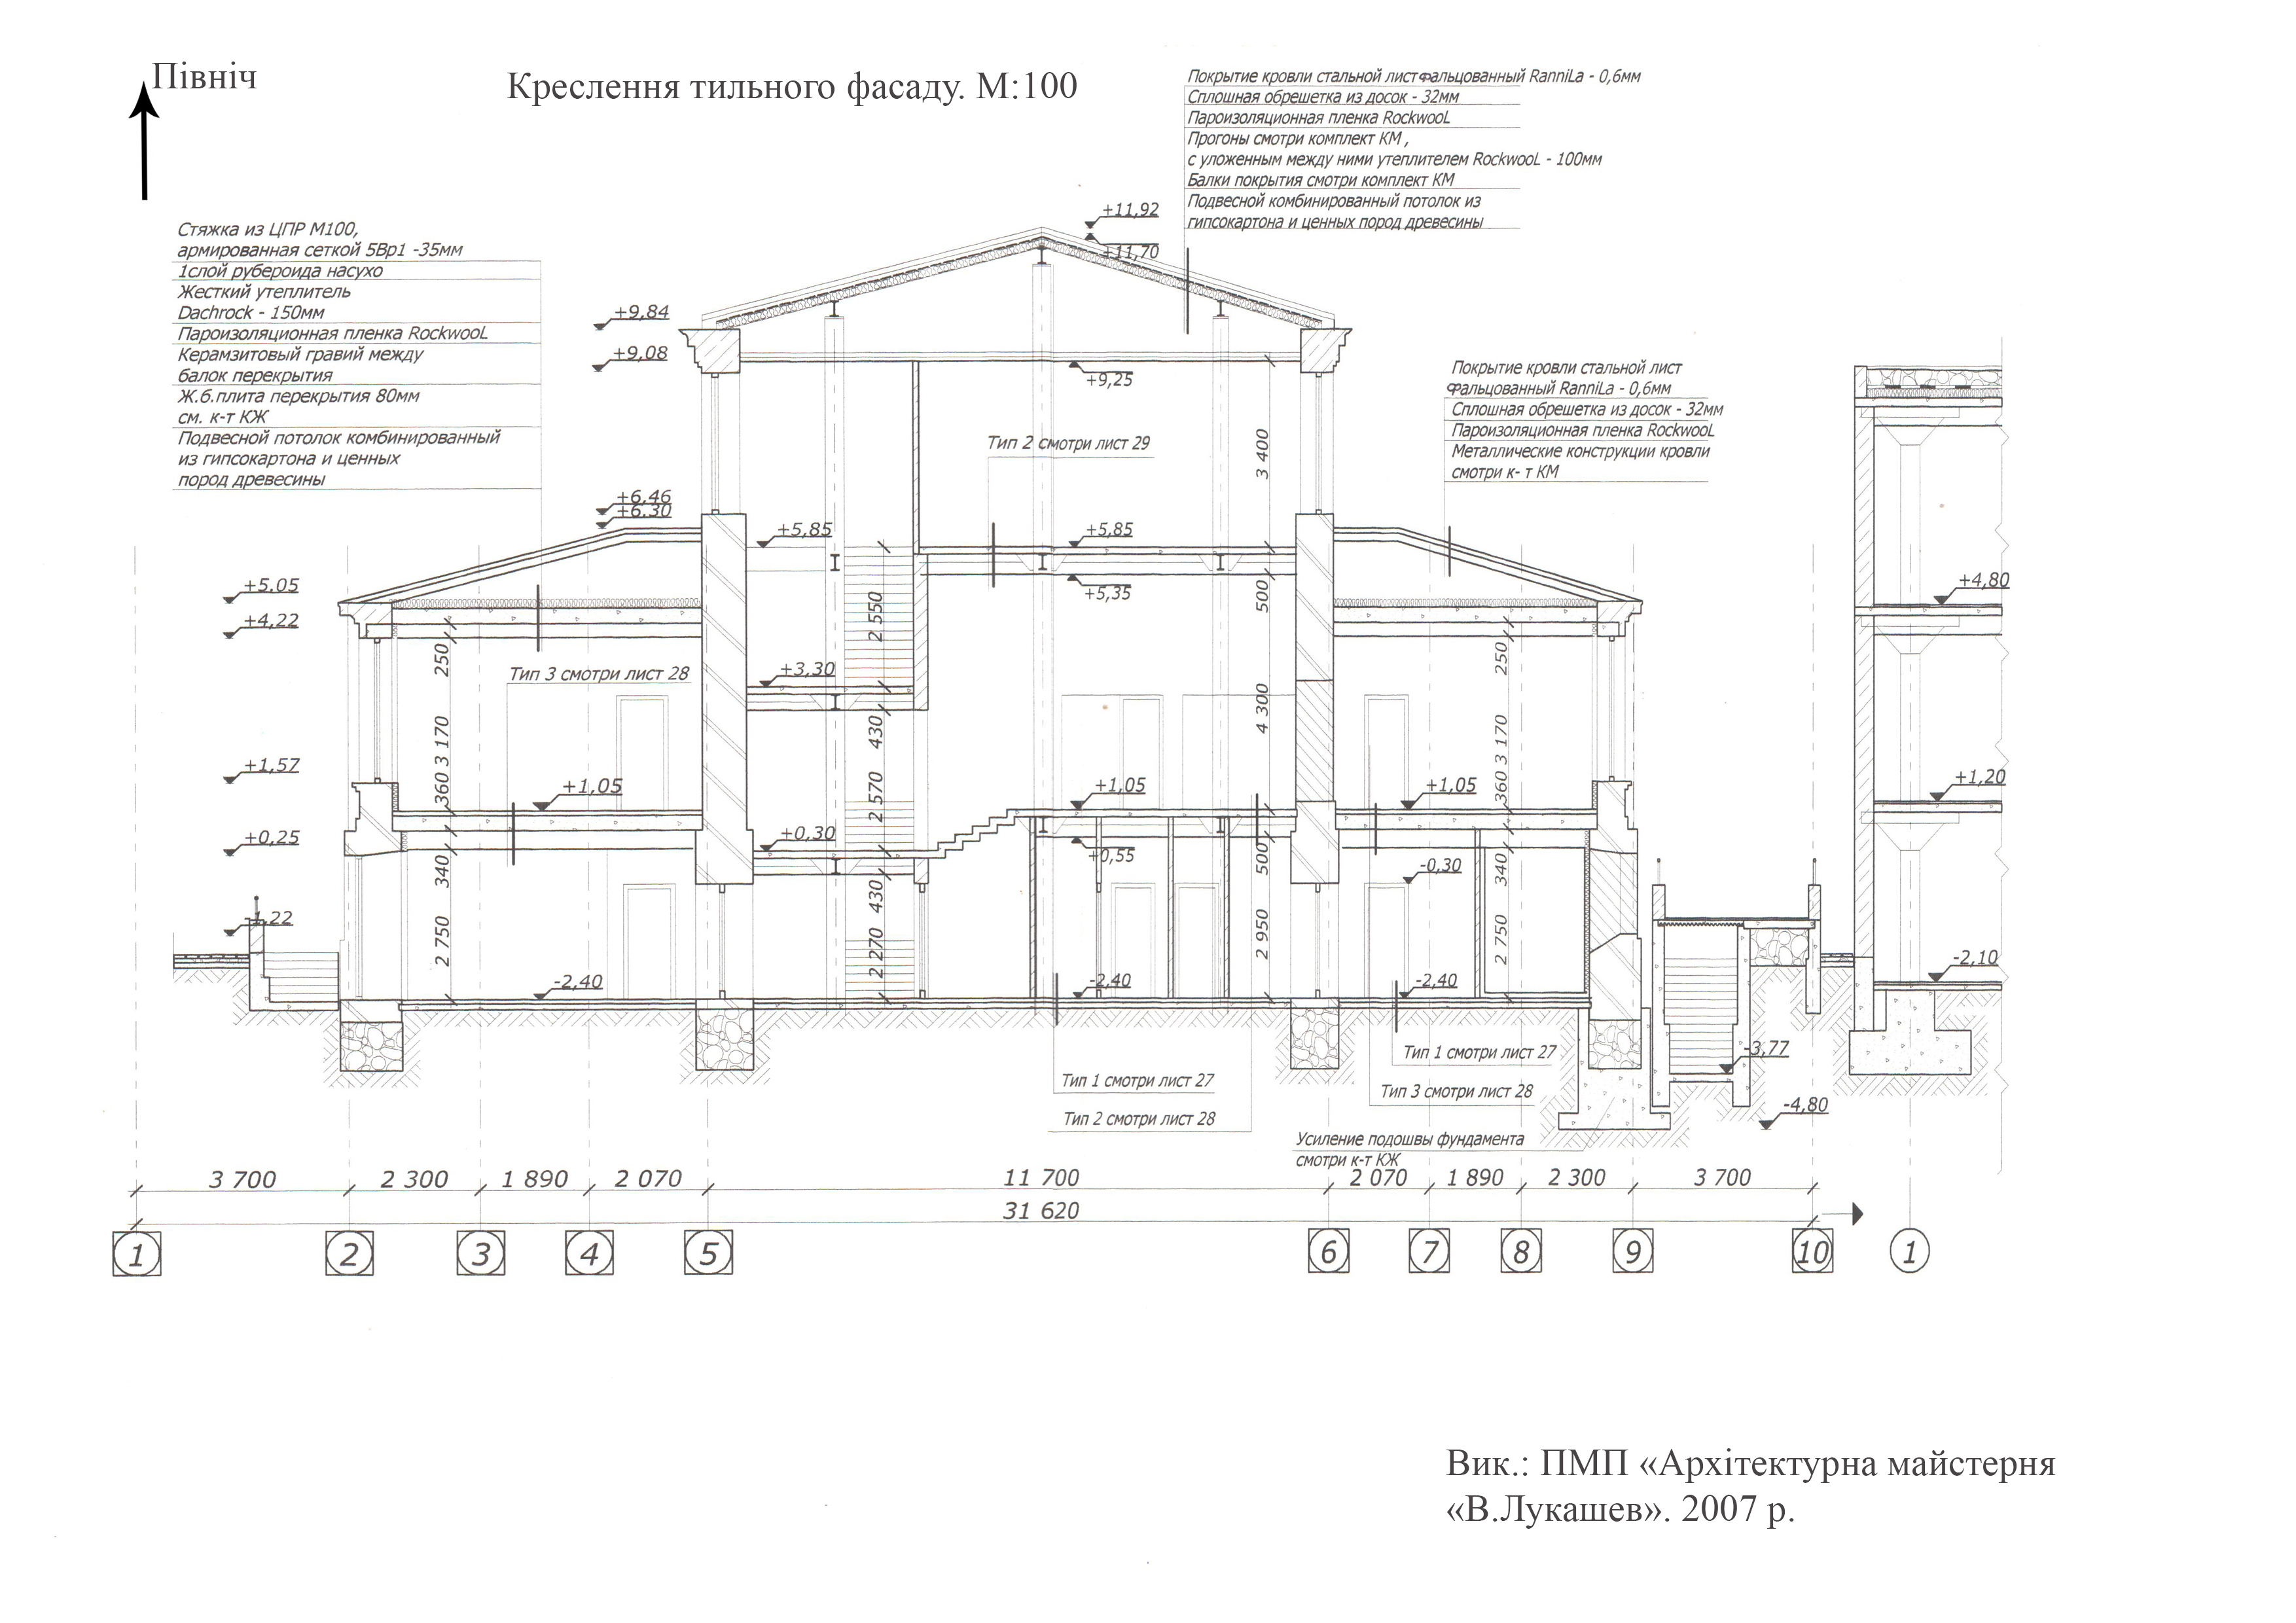 Північ
Креслення тильного фасаду. М:100
Покрытие кровли стальной лист фальцованный RanniLa - 0,6мм
Сплошная обрешетка из досок - 32мм
Пароизоляционная пленка RockwooL
Прогоны смотри комплект КМ ,
с уложенным между ними утеплителем RockwooL - 100мм
Балки покрытия смотри комплект КМ
Подвесной комбинированный потолок из
гипсокартона и ценных пород древесины
Стяжка из ЦПР М100,
армированная сеткой 5Вр1 -35мм
1слой рубероида насухо
Жесткий утеплитель
Dachrock - 150мм
Пароизоляционная пленка RockwooL
Керамзитовый гравий между
балок перекрытия
Ж.б.плита перекрытия 80мм
см. к-т КЖ
Подвесной потолок комбинированный
из гипсокартона и ценных
пород древесины
+11,92
+11,70
+9,84
+9,08
+9,25
Покрытие кровли стальной лист
фальцованный RanniLa - 0,6мм
Сплошная обрешетка из досок - 32мм
Пароизоляционная пленка RockwooL
Металлические конструкции кровли
смотри к- т КМ
Тип 2 смотри лист 29
3 400
+6.46
+6.30
+5,85
+5,85
+5,35
500
2 550
+5.05
+4,22
+4,80
250
250
Тип 3 смотри лист 28
+3,30
430
4 300
3 170
3 170
+1,57
360
360
+1,05
+1,05
+1,05
+1,20
2 570
+0,25
+0,30
+0,55
-0,30
340
430
500
340
-1,22
2 750
2 270
2 950
2 750
-2,40
-2,40
-2,40
-2,10
-3,77
-4,80
Тип 1 смотри лист 27
Тип 1 смотри лист 27
Тип 3 смотри лист 28
Тип 2 смотри лист 28
Усиление подошвы фундамента
смотри к-т КЖ
3 700 2 300 1 890 2 070 11 700 2 070 1 890 2 300 3 700
31 620
1 2 3 4 5 6 7 8 9 10 1
Вик.: ПМП «Архітектурна майстерня
«В.Лукашев». 2007 р.